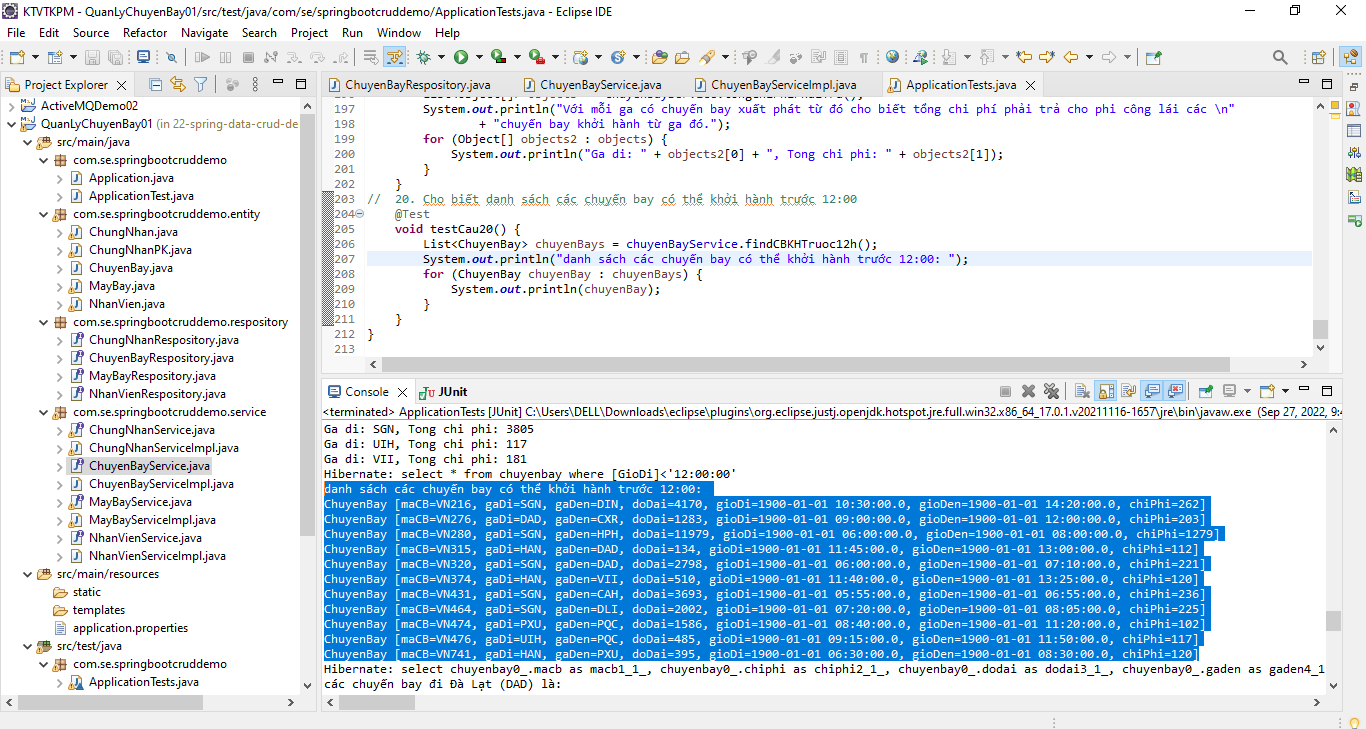 KTVTKPM - QuanLyChuyenBay01/src/test/java/com/se/springbootcruddemo/ApplicationTests.java - Eclipse IDE
File Edit Source Refactor Navigate Search Project Run Window Help
Project Explorer
ActiveMQDemo02
QuanLyChuyenBay01 (in 22-spring-data-crud-de
src/main/java
com.se.springbootcruddemo
Application.java
ApplicationTest.java
com.se.springbootcruddemo.entity
ChungNhan.java
ChungNhanPK.java
ChuyenBay.java
MayBay.java
NhanVien.java
com.se.springbootcruddemo.respository
ChungNhanRespository.java
ChuyenBayRespository.java
MayBayRespository.java
NhanVienRespository.java
com.se.springbootcruddemo.service
ChungNhanService.java
ChungNhanServiceImpl.java
ChuyenBayService.java
ChuyenBayServiceImpl.java
MayBayService.java
MayBayServiceImpl.java
NhanVienService.java
NhanVienServiceImpl.java
src/main/resources
static
templates
application.properties
src/test/java
com.se.springbootcruddemo
ApplicationTests.java
ChuyenBayRespository.java ChuyenBayService.java ChuyenBayServiceImpl.java ApplicationTests.java
197 System.out.println("Với mỗi ga có chuyến bay xuất phát từ đó cho biết tổng chi phí phải trả cho phi công lái các \n"
198 + "chuyến bay khởi hành từ ga đó.");
199 for (Object[] objects2 : objects) {
200 System.out.println("Ga di: " + objects2[0] + ", Tong chi phi: " + objects2[1]);
201 }
202 }
203 // 20. Cho biết danh sách các chuyến bay có thể khởi hành trước 12:00
204 @Test
205 void testCau20() {
206 List<ChuyenBay> chuyenBays = chuyenBayService.findCBKHTruoc12h();
207 System.out.println("danh sách các chuyến bay có thể khởi hành trước 12:00: ");
208 for (ChuyenBay chuyenBay : chuyenBays) {
209 System.out.println(chuyenBay);
210 }
211 }
212 }
213
Console JUnit
<terminated> ApplicationTests [JUnit] C:\Users\DELL\Downloads\eclipse\plugins\org.eclipse.justj.openjdk.hotspot.jre.full.win32.x86_64_17.0.1.v20211116-1657\jre\bin\javaw.exe (Sep 27, 2022, 9:4
Ga di: SGN, Tong chi phi: 3805
Ga di: UIH, Tong chi phi: 117
Ga di: VII, Tong chi phi: 181
Hibernate: select * from chuyenbay where [GioDi]<'12:00:00'
danh sách các chuyến bay có thể khởi hành trước 12:00:
ChuyenBay [maCB=VN216, gaDi=SGN, gaDen=DIN, doDai=4170, gioDi=1900-01-01 10:30:00.0, gioDen=1900-01-01 14:20:00.0, chiPhi=262]
ChuyenBay [maCB=VN276, gaDi=DAD, gaDen=CXR, doDai=1283, gioDi=1900-01-01 09:00:00.0, gioDen=1900-01-01 12:00:00.0, chiPhi=203]
ChuyenBay [maCB=VN280, gaDi=SGN, gaDen=HPH, doDai=11979, gioDi=1900-01-01 06:00:00.0, gioDen=1900-01-01 08:00:00.0, chiPhi=1279]
ChuyenBay [maCB=VN315, gaDi=HAN, gaDen=DAD, doDai=134, gioDi=1900-01-01 11:45:00.0, gioDen=1900-01-01 13:00:00.0, chiPhi=112]
ChuyenBay [maCB=VN320, gaDi=SGN, gaDen=DAD, doDai=2798, gioDi=1900-01-01 06:00:00.0, gioDen=1900-01-01 07:10:00.0, chiPhi=221]
ChuyenBay [maCB=VN374, gaDi=HAN, gaDen=VII, doDai=510, gioDi=1900-01-01 11:40:00.0, gioDen=1900-01-01 13:25:00.0, chiPhi=120]
ChuyenBay [maCB=VN431, gaDi=SGN, gaDen=CAH, doDai=3693, gioDi=1900-01-01 05:55:00.0, gioDen=1900-01-01 06:55:00.0, chiPhi=236]
ChuyenBay [maCB=VN464, gaDi=SGN, gaDen=DLI, doDai=2002, gioDi=1900-01-01 07:20:00.0, gioDen=1900-01-01 08:05:00.0, chiPhi=225]
ChuyenBay [maCB=VN474, gaDi=PXU, gaDen=PQC, doDai=1586, gioDi=1900-01-01 08:40:00.0, gioDen=1900-01-01 11:20:00.0, chiPhi=102]
ChuyenBay [maCB=VN476, gaDi=UIH, gaDen=PQC, doDai=485, gioDi=1900-01-01 09:15:00.0, gioDen=1900-01-01 11:50:00.0, chiPhi=117]
ChuyenBay [maCB=VN741, gaDi=HAN, gaDen=PXU, doDai=395, gioDi=1900-01-01 06:30:00.0, gioDen=1900-01-01 08:30:00.0, chiPhi=120]
Hibernate: select chuyenbay0_.macb as macb1_1_, chuyenbay0_.chiphi as chiphi2_1_, chuyenbay0_.dodai as dodai3_1_, chuyenbay0_.gaden as gaden4_1
các chuyến bay đi Đà Lạt (DAD) là: